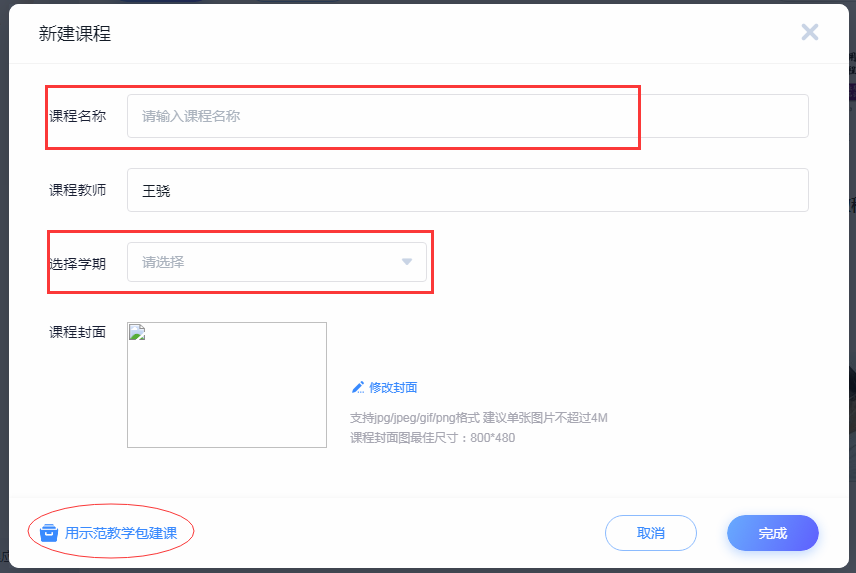 新建课程
课程名称 请输入课程名称
课程教师 王骁
选择学期 请选择
课程封面
修改封面
支持jpg/jpeg/gif/png格式 建议单张图片不超过4M
课程封面图最佳尺寸：800*480
用示范教学包建课 取消 完成